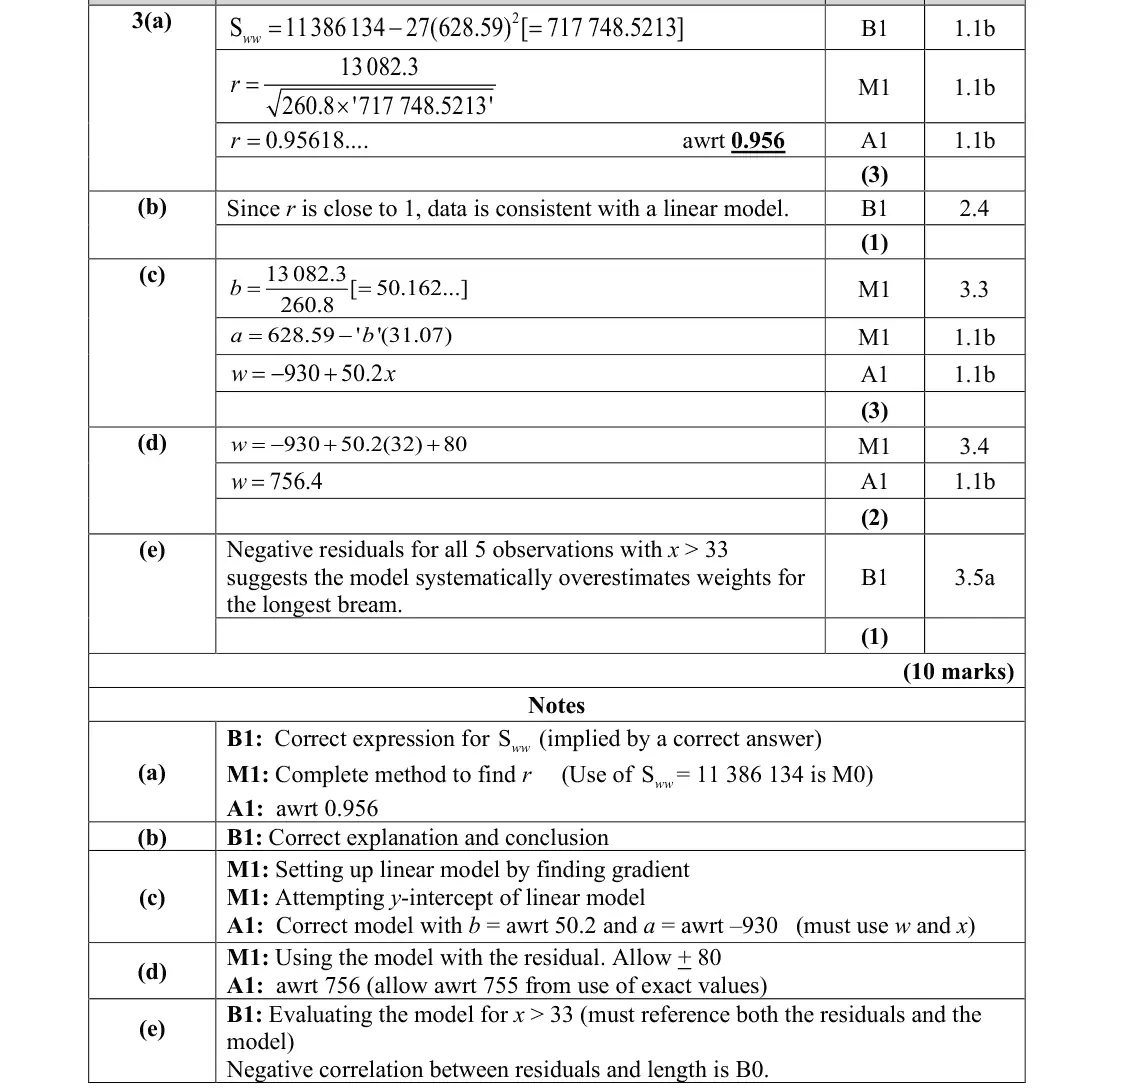 3(a) S_ww = 11386134 − 27(628.59)² [= 717 748.5213] B1 1.1b
r = 13 082.3 / √(260.8 × '717 748.5213') M1 1.1b
r = 0.95618.... awrt 0.956 A1 1.1b
(3)
(b) Since r is close to 1, data is consistent with a linear model. B1 2.4
(1)
(c) b = 13 082.3 / 260.8 [= 50.162...] M1 3.3
a = 628.59 − 'b'(31.07) M1 1.1b
w = −930 + 50.2x A1 1.1b
(3)
(d) w = −930 + 50.2(32) + 80 M1 3.4
w = 756.4 A1 1.1b
(2)
(e) Negative residuals for all 5 observations with x > 33
suggests the model systematically overestimates weights for B1 3.5a
the longest bream.
(1)
(10 marks)
Notes
(a) B1: Correct expression for S_ww (implied by a correct answer)
M1: Complete method to find r (Use of S_ww = 11 386 134 is M0)
A1: awrt 0.956
(b) B1: Correct explanation and conclusion
(c) M1: Setting up linear model by finding gradient
M1: Attempting y-intercept of linear model
A1: Correct model with b = awrt 50.2 and a = awrt –930 (must use w and x)
(d) M1: Using the model with the residual. Allow ± 80
A1: awrt 756 (allow awrt 755 from use of exact values)
(e) B1: Evaluating the model for x > 33 (must reference both the residuals and the
model)
Negative correlation between residuals and length is B0.